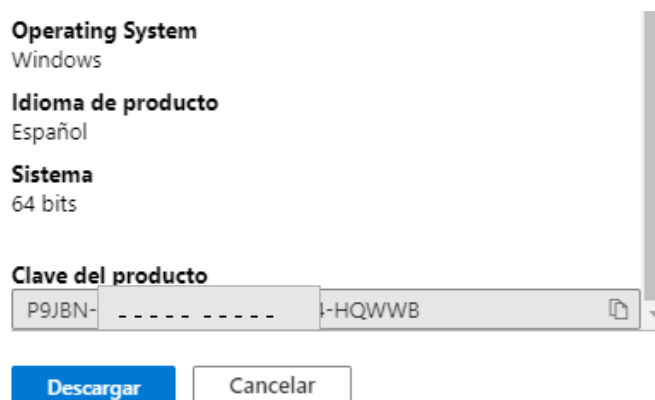 Operating System
Windows
Idioma de producto
Español
Sistema
64 bits
Clave del producto
P9JBN- - - - - - - - - - - -HQWWB
Descargar
Cancelar